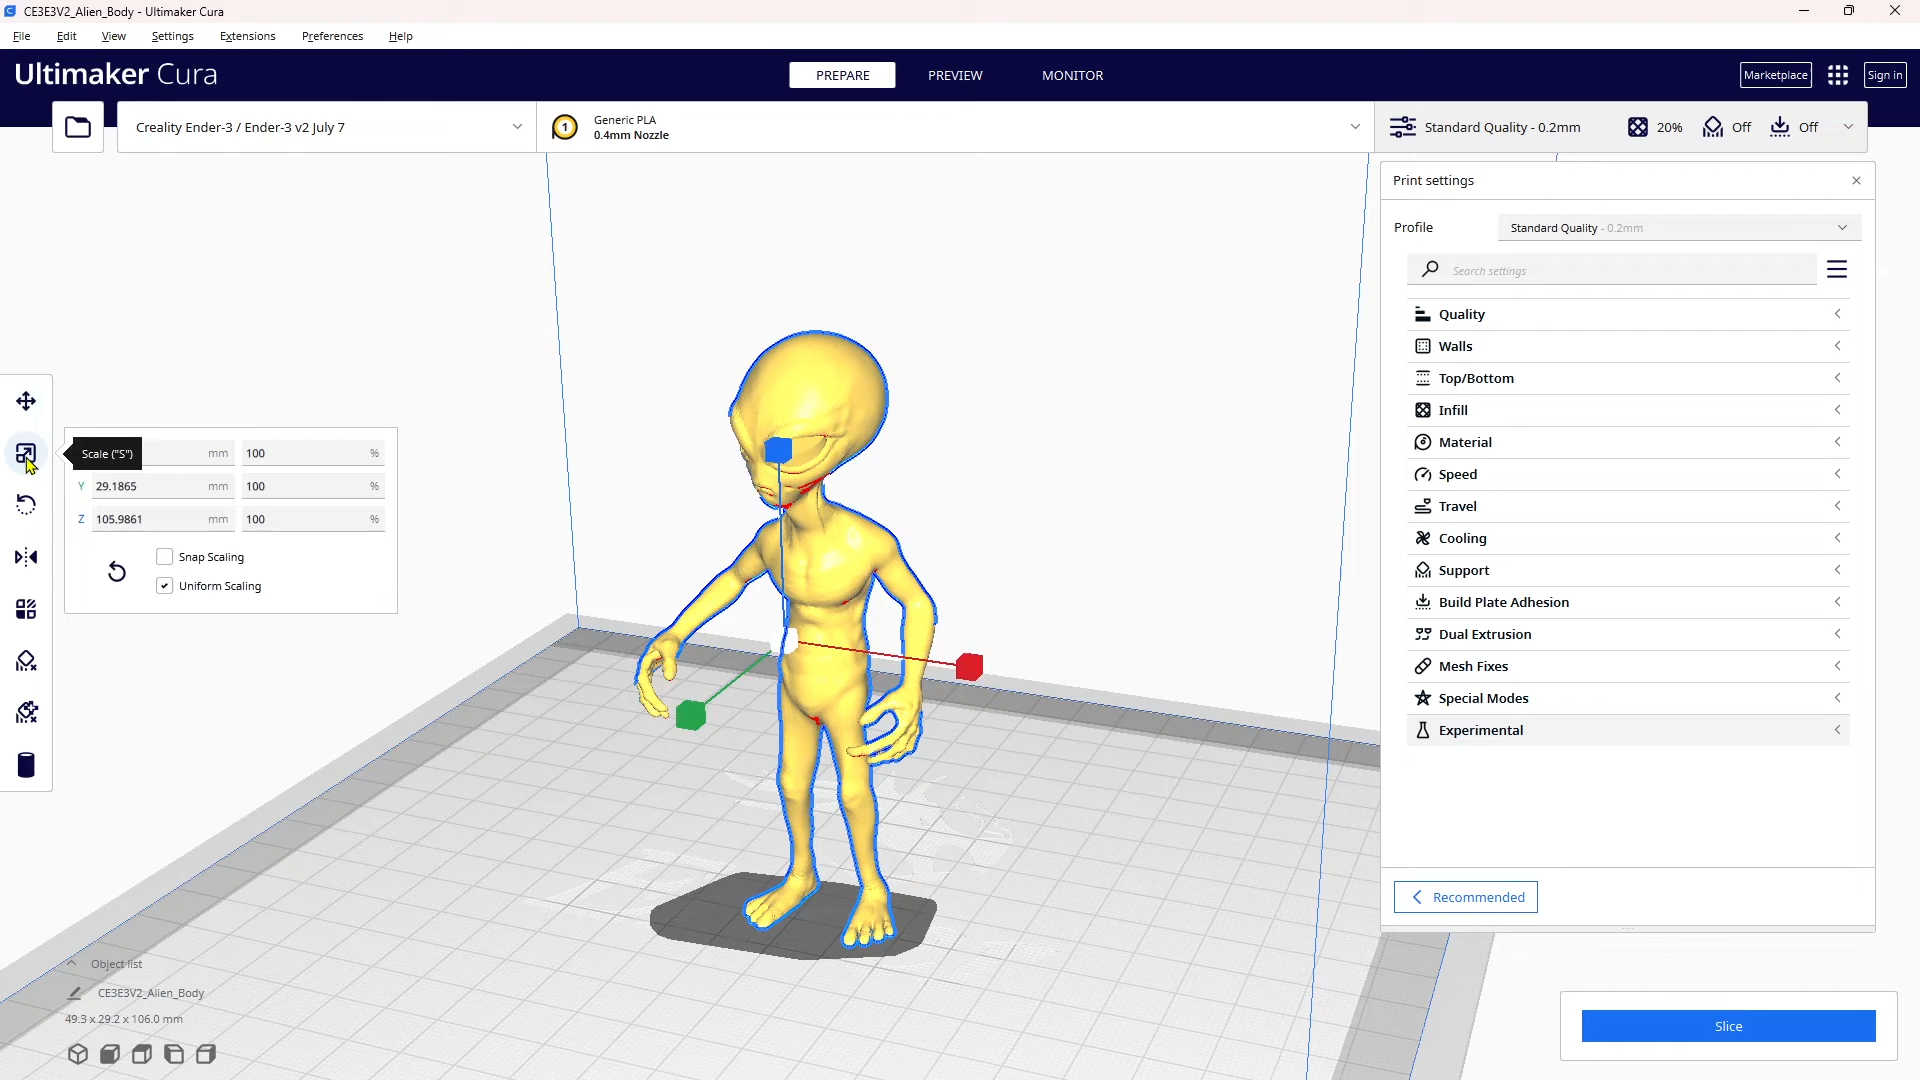 CE3E3V2_Alien_Body - Ultimaker Cura
File Edit View Settings Extensions Preferences Help
Ultimaker Cura
PREPARE PREVIEW MONITOR
Marketplace
Sign in
Creality Ender-3 / Ender-3 v2 July 7
1
Generic PLA
0.4mm Nozzle
Standard Quality - 0.2mm 20% Off Off
Print settings
Profile Standard Quality - 0.2mm
Search settings
Quality
Walls
Top/Bottom
Infill
Material
Speed
Travel
Cooling
Support
Build Plate Adhesion
Dual Extrusion
Mesh Fixes
Special Modes
Experimental
Recommended
Scale ("S") mm 100 %
Y 29.1865 mm 100 %
Z 105.9861 mm 100 %
Snap Scaling
Uniform Scaling
Object list
CE3E3V2_Alien_Body
49.3 x 29.2 x 106.0 mm
Slice